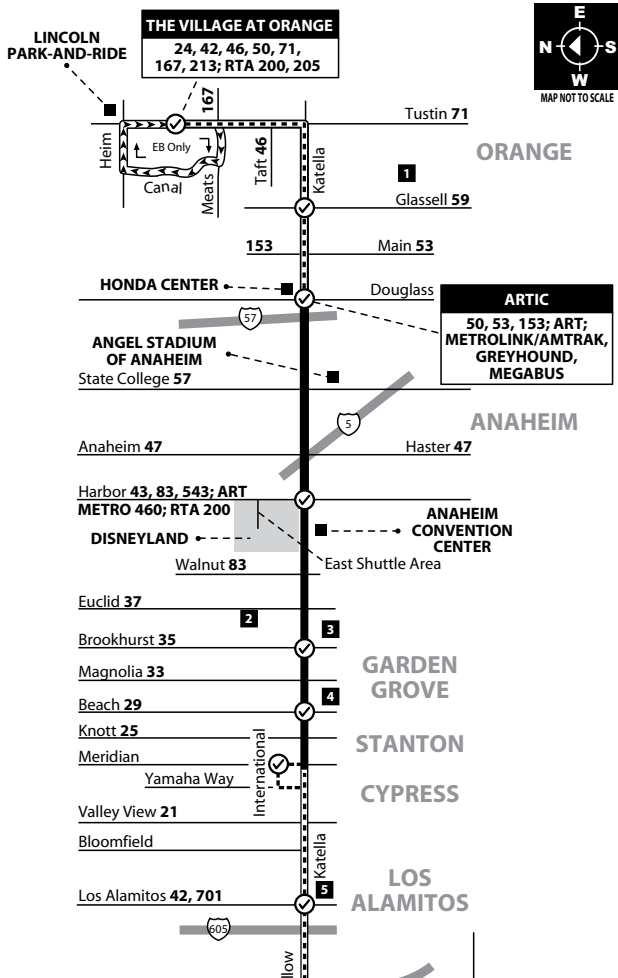 E
N
S
W
MAP NOT TO SCALE
LINCOLN
PARK-AND-RIDE
THE VILLAGE AT ORANGE
24, 42, 46, 50, 71,
167, 213; RTA 200, 205
167
Tustin 71
Heim
EB Only
Canal
Meats
Taft 46
Katella
ORANGE
1
Glassell 59
153
Main 53
HONDA CENTER
Douglass
57
ARTIC
50, 53, 153; ART;
METROLINK/AMTRAK,
GREYHOUND,
MEGABUS
ANGEL STADIUM
OF ANAHEIM
State College 57
5
ANAHEIM
Anaheim 47
Haster 47
Harbor 43, 83, 543; ART
METRO 460; RTA 200
DISNEYLAND
ANAHEIM
CONVENTION
CENTER
East Shuttle Area
Walnut 83
Euclid 37
2
3
Brookhurst 35
GARDEN
GROVE
Magnolia 33
4
Beach 29
Knott 25
STANTON
Meridian
International
Yamaha Way
CYPRESS
Valley View 21
Bloomfield
Katella
LOS
ALAMITOS
5
Los Alamitos 42, 701
605
llow